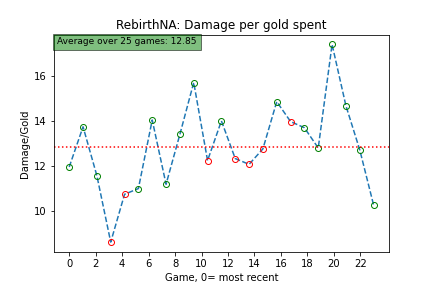 RebirthNA: Damage per gold spent
Average over 25 games: 12.85
16
14
12
10
Damage/Gold
0 2 4 6 8 10 12 14 16 18 20 22
Game, 0= most recent